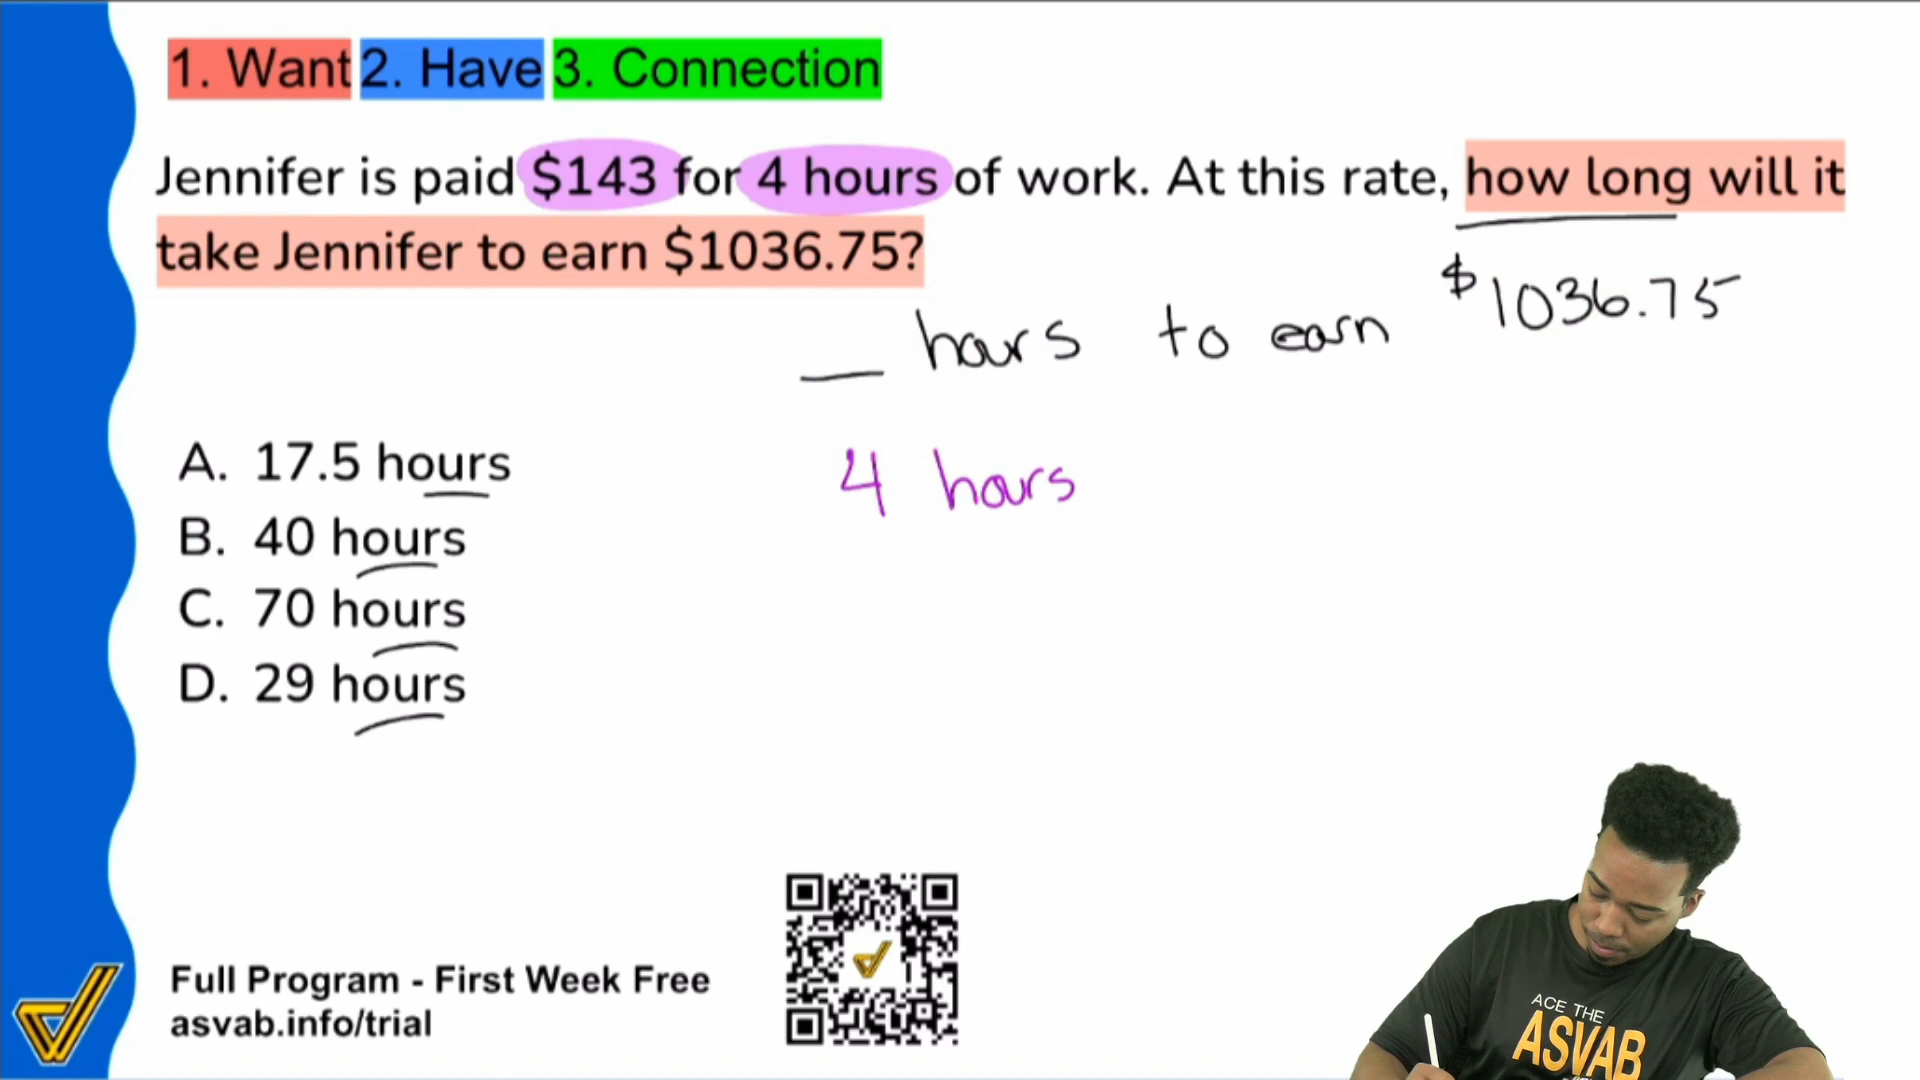 1. Want 2. Have 3. Connection
Jennifer is paid $143 for 4 hours of work. At this rate, how long will it
take Jennifer to earn $1036.75?
__ hours to earn $1036.75
A. 17.5 hours
B. 40 hours
C. 70 hours
D. 29 hours
4 hours
Full Program - First Week Free
asvab.info/trial
ACE THE
ASVAB